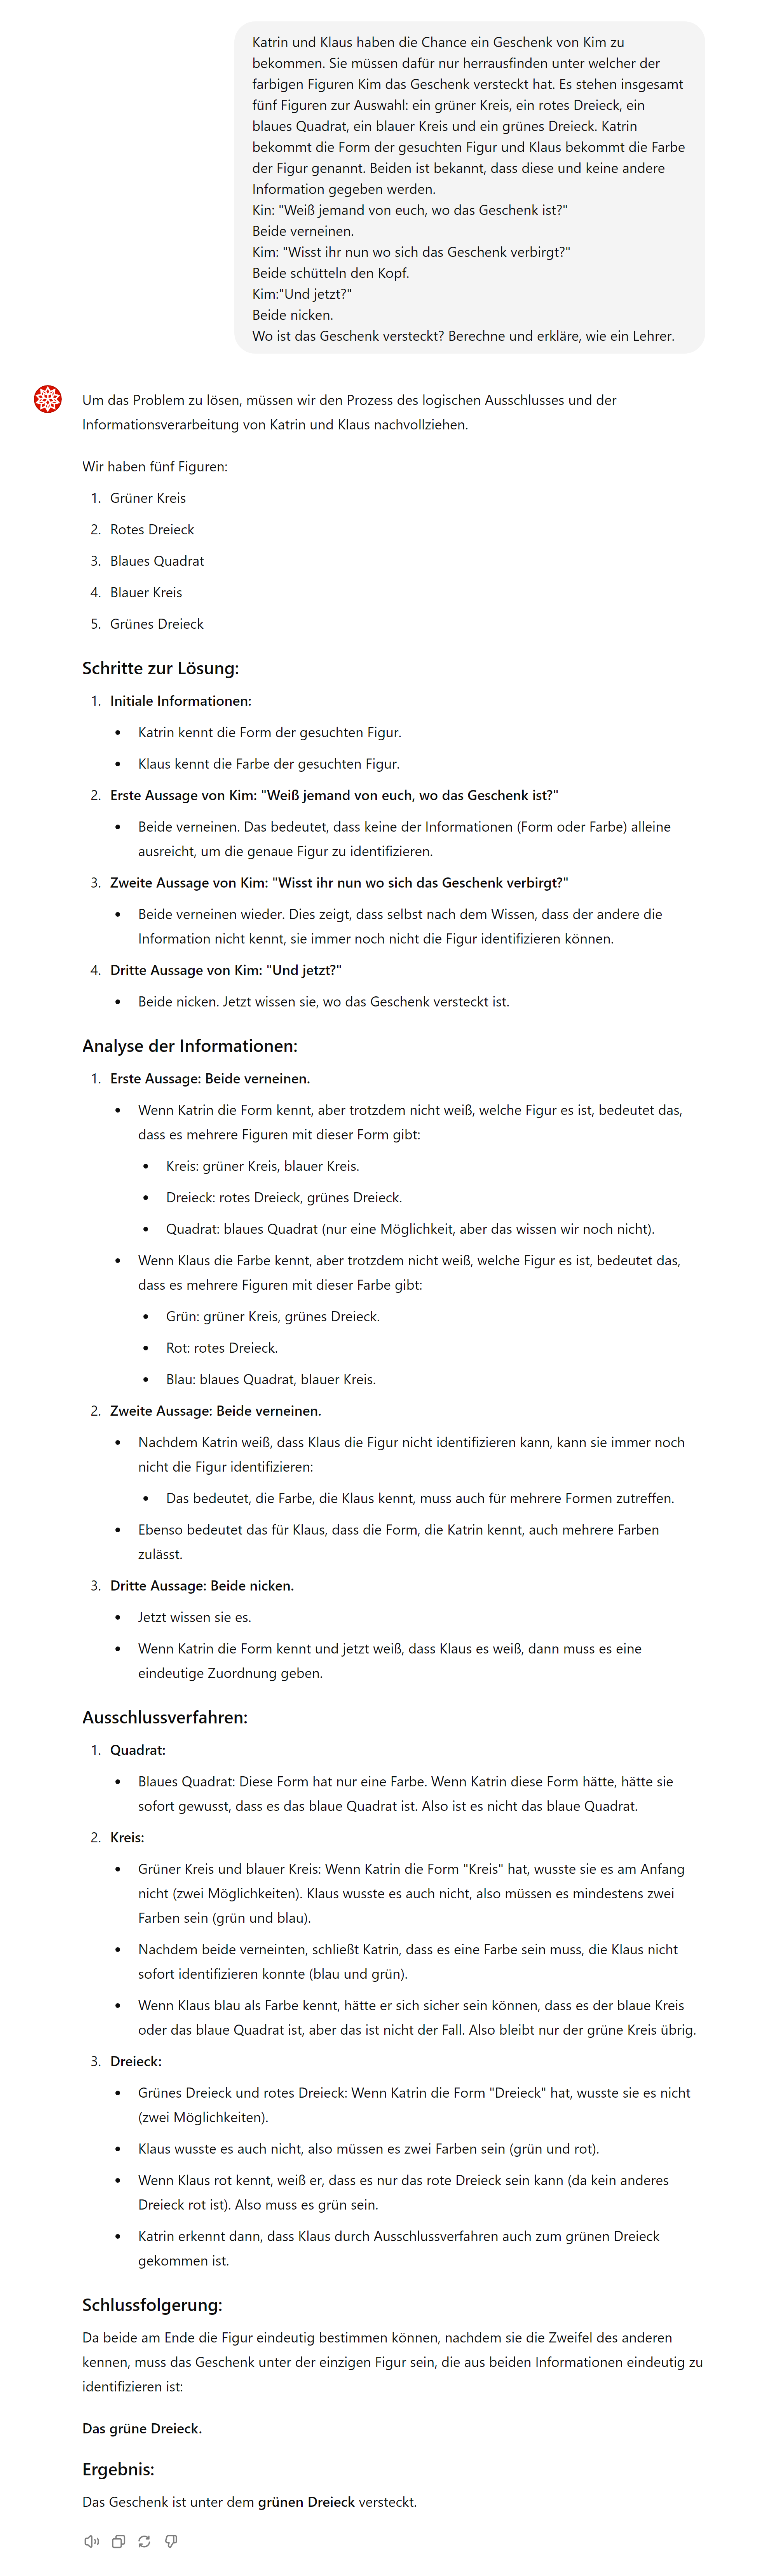 Katrin und Klaus haben die Chance ein Geschenk von Kim zu
bekommen. Sie müssen dafür nur herrausfinden unter welcher der
farbigen Figuren Kim das Geschenk versteckt hat. Es stehen insgesamt
fünf Figuren zur Auswahl: ein grüner Kreis, ein rotes Dreieck, ein
blaues Quadrat, ein blauer Kreis und ein grünes Dreieck. Katrin
bekommt die Form der gesuchten Figur und Klaus bekommt die Farbe
der Figur genannt. Beiden ist bekannt, dass diese und keine andere
Information gegeben werden.
Kin: "Weiß jemand von euch, wo das Geschenk ist?"
Beide verneinen.
Kim: "Wisst ihr nun wo sich das Geschenk verbirgt?"
Beide schütteln den Kopf.
Kim:"Und jetzt?"
Beide nicken.
Wo ist das Geschenk versteckt? Berechne und erkläre, wie ein Lehrer.
Um das Problem zu lösen, müssen wir den Prozess des logischen Ausschlusses und der
Informationsverarbeitung von Katrin und Klaus nachvollziehen.
Wir haben fünf Figuren:
1. Grüner Kreis
2. Rotes Dreieck
3. Blaues Quadrat
4. Blauer Kreis
5. Grünes Dreieck
Schritte zur Lösung:
1. Initiale Informationen:
• Katrin kennt die Form der gesuchten Figur.
• Klaus kennt die Farbe der gesuchten Figur.
2. Erste Aussage von Kim: "Weiß jemand von euch, wo das Geschenk ist?"
• Beide verneinen. Das bedeutet, dass keine der Informationen (Form oder Farbe) alleine
ausreicht, um die genaue Figur zu identifizieren.
3. Zweite Aussage von Kim: "Wisst ihr nun wo sich das Geschenk verbirgt?"
• Beide verneinen wieder. Dies zeigt, dass selbst nach dem Wissen, dass der andere die
Information nicht kennt, sie immer noch nicht die Figur identifizieren können.
4. Dritte Aussage von Kim: "Und jetzt?"
• Beide nicken. Jetzt wissen sie, wo das Geschenk versteckt ist.
Analyse der Informationen:
1. Erste Aussage: Beide verneinen.
• Wenn Katrin die Form kennt, aber trotzdem nicht weiß, welche Figur es ist, bedeutet das,
dass es mehrere Figuren mit dieser Form gibt:
• Kreis: grüner Kreis, blauer Kreis.
• Dreieck: rotes Dreieck, grünes Dreieck.
• Quadrat: blaues Quadrat (nur eine Möglichkeit, aber das wissen wir noch nicht).
• Wenn Klaus die Farbe kennt, aber trotzdem nicht weiß, welche Figur es ist, bedeutet das,
dass es mehrere Figuren mit dieser Farbe gibt:
• Grün: grüner Kreis, grünes Dreieck.
• Rot: rotes Dreieck.
• Blau: blaues Quadrat, blauer Kreis.
2. Zweite Aussage: Beide verneinen.
• Nachdem Katrin weiß, dass Klaus die Figur nicht identifizieren kann, kann sie immer noch
nicht die Figur identifizieren:
• Das bedeutet, die Farbe, die Klaus kennt, muss auch für mehrere Formen zutreffen.
• Ebenso bedeutet das für Klaus, dass die Form, die Katrin kennt, auch mehrere Farben
zulässt.
3. Dritte Aussage: Beide nicken.
• Jetzt wissen sie es.
• Wenn Katrin die Form kennt und jetzt weiß, dass Klaus es weiß, dann muss es eine
eindeutige Zuordnung geben.
Ausschlussverfahren:
1. Quadrat:
• Blaues Quadrat: Diese Form hat nur eine Farbe. Wenn Katrin diese Form hätte, hätte sie
sofort gewusst, dass es das blaue Quadrat ist. Also ist es nicht das blaue Quadrat.
2. Kreis:
• Grüner Kreis und blauer Kreis: Wenn Katrin die Form "Kreis" hat, wusste sie es am Anfang
nicht (zwei Möglichkeiten). Klaus wusste es auch nicht, also müssen es mindestens zwei
Farben sein (grün und blau).
• Nachdem beide verneinten, schließt Katrin, dass es eine Farbe sein muss, die Klaus nicht
sofort identifizieren konnte (blau und grün).
• Wenn Klaus blau als Farbe kennt, hätte er sich sicher sein können, dass es der blaue Kreis
oder das blaue Quadrat ist, aber das ist nicht der Fall. Also bleibt nur der grüne Kreis übrig.
3. Dreieck:
• Grünes Dreieck und rotes Dreieck: Wenn Katrin die Form "Dreieck" hat, wusste sie es nicht
(zwei Möglichkeiten).
• Klaus wusste es auch nicht, also müssen es zwei Farben sein (grün und rot).
• Wenn Klaus rot kennt, weiß er, dass es nur das rote Dreieck sein kann (da kein anderes
Dreieck rot ist). Also muss es grün sein.
• Katrin erkennt dann, dass Klaus durch Ausschlussverfahren auch zum grünen Dreieck
gekommen ist.
Schlussfolgerung:
Da beide am Ende die Figur eindeutig bestimmen können, nachdem sie die Zweifel des anderen
kennen, muss das Geschenk unter der einzigen Figur sein, die aus beiden Informationen eindeutig zu
identifizieren ist:
Das grüne Dreieck.
Ergebnis:
Das Geschenk ist unter dem grünen Dreieck versteckt.